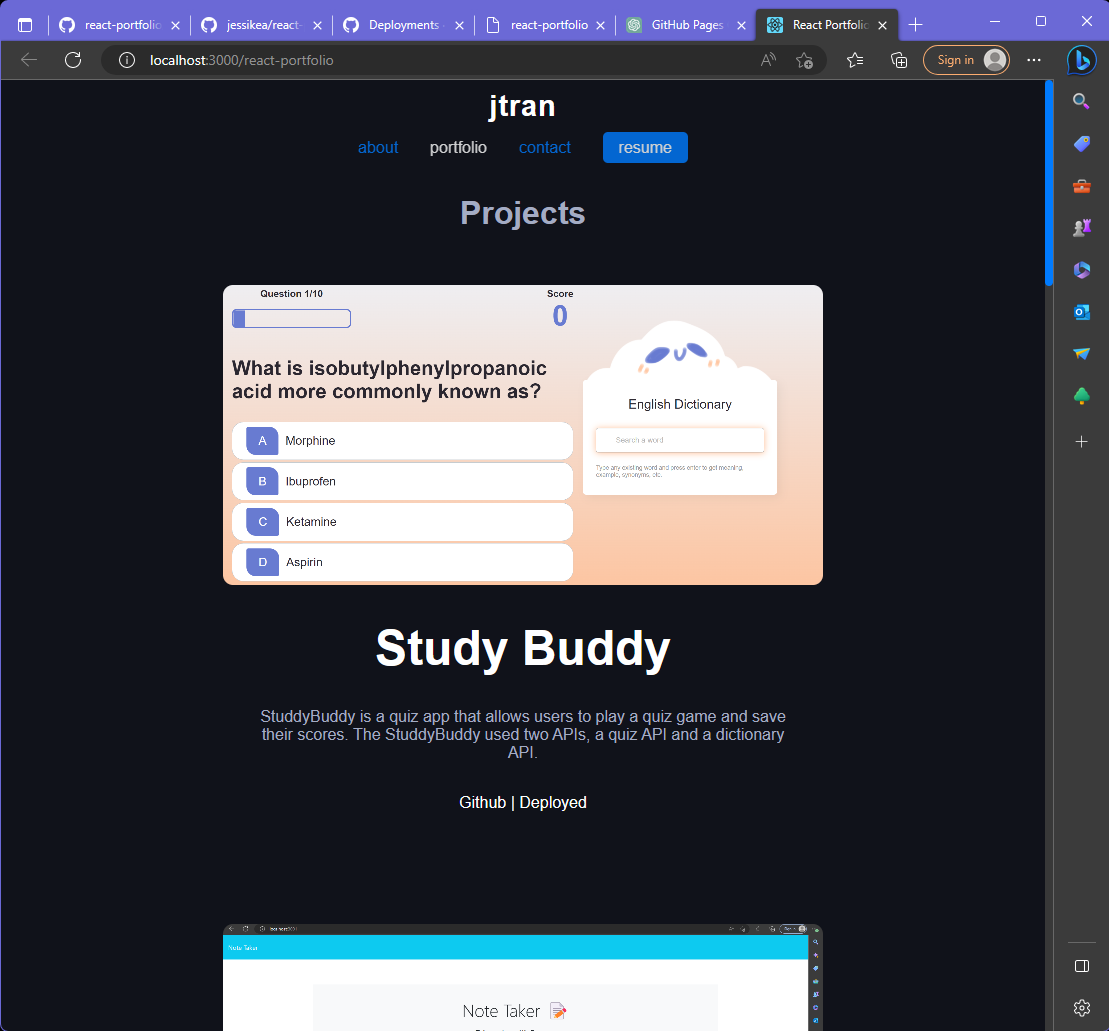 react-portfolio
jessikea/react-
Deployments
react-portfolio
GitHub Pages
React Portfolio
localhost:3000/react-portfolio
Sign in
jtran
about
portfolio
contact
resume
Projects
Question 1/10
Score
0
What is isobutylphenylpropanoic
acid more commonly known as?
A Morphine
B Ibuprofen
C Ketamine
D Aspirin
English Dictionary
Search a word
Type any existing word and press enter to get meaning,
example, synonyms, etc.
Study Buddy
StuddyBuddy is a quiz app that allows users to play a quiz game and save
their scores. The StuddyBuddy used two APIs, a quiz API and a dictionary
API.
Github | Deployed
localhost:3001
Note Taker
Note Taker